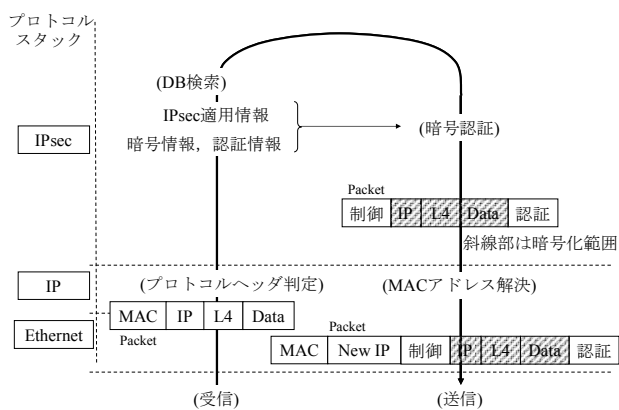 プロトコル
スタック
(DB検索)
IPsec適用情報
暗号情報，認証情報
(暗号認証)
IPsec
Packet
制御 IP L4 Data 認証
斜線部は暗号化範囲
IP
(プロトコルヘッダ判定)
(MACアドレス解決)
MAC IP L4 Data
Ethernet
Packet
Packet
MAC New IP 制御 IP L4 Data 認証
(受信)
(送信)